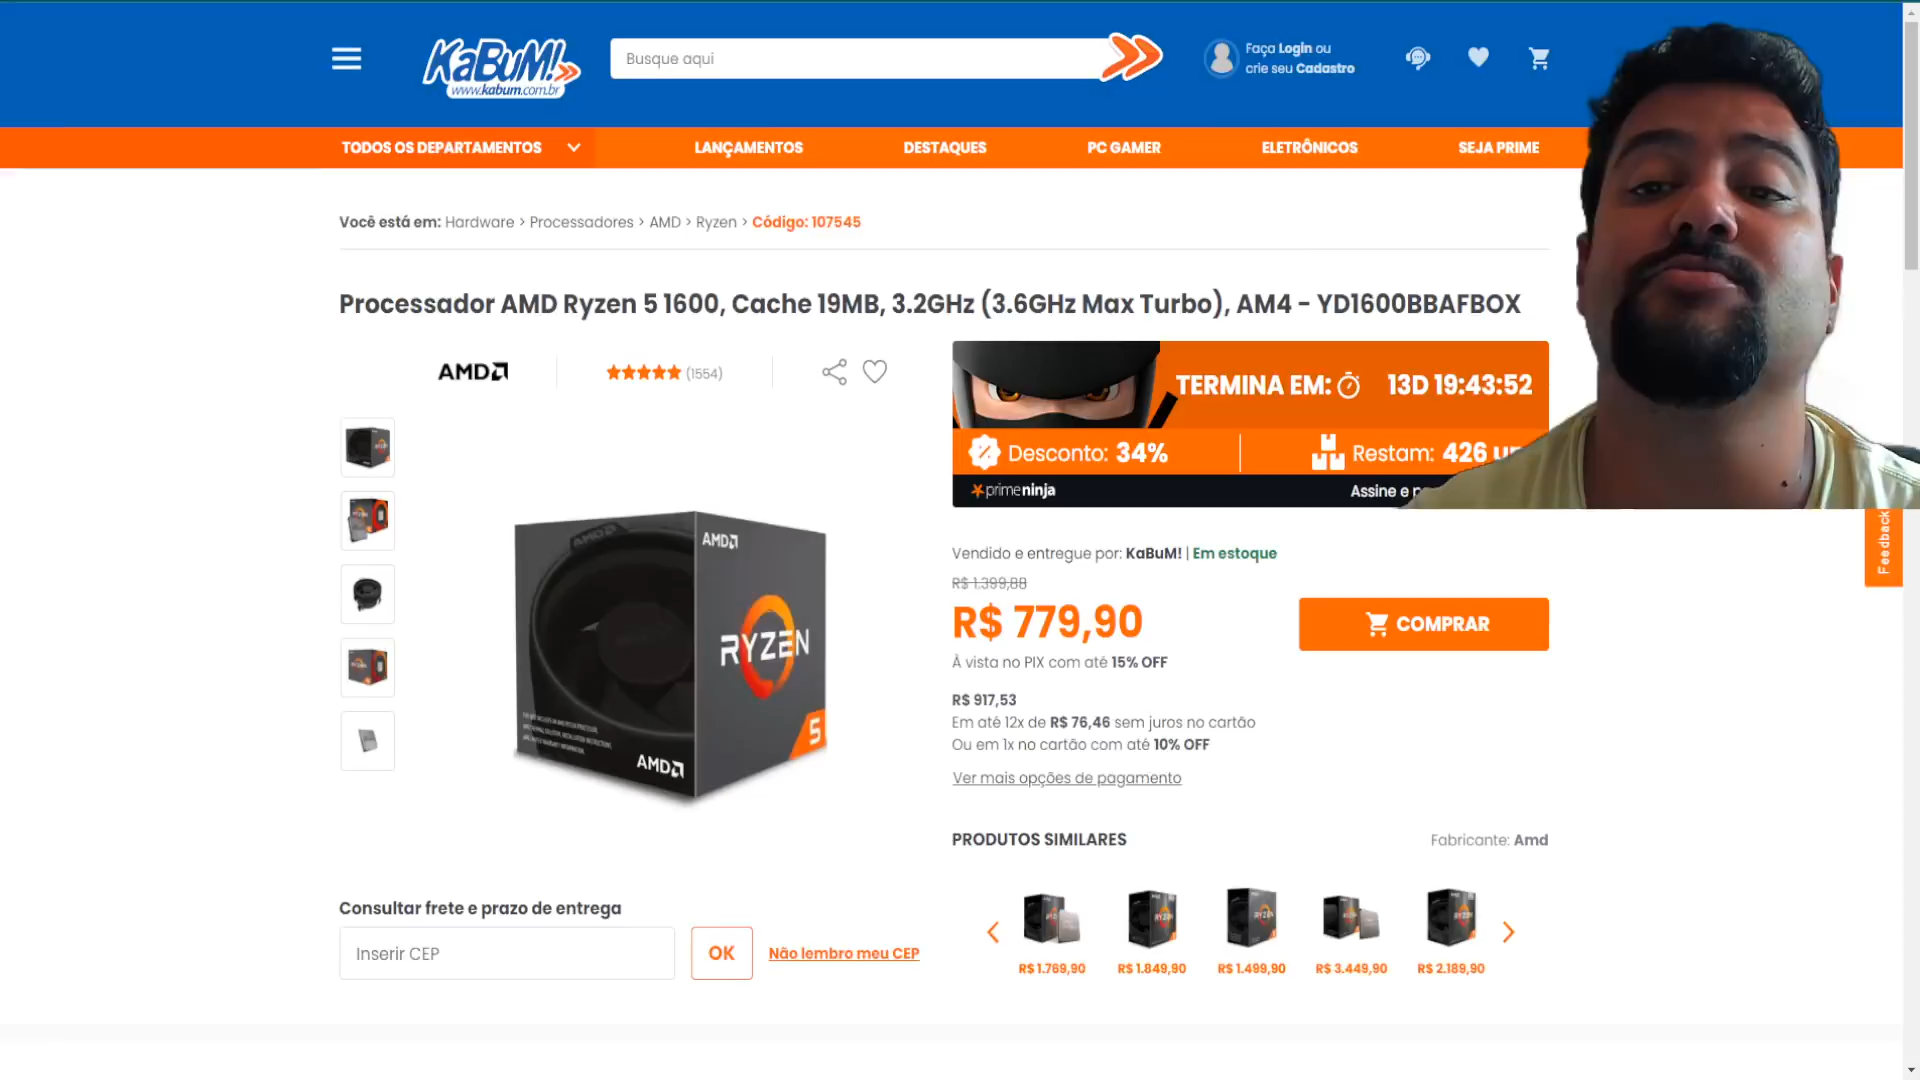 KaBuM!
www.kabum.com.br
Busque aqui
Faça Login ou
crie seu Cadastro
TODOS OS DEPARTAMENTOS
LANÇAMENTOS
DESTAQUES
PC GAMER
ELETRÔNICOS
SEJA PRIME
Você está em: Hardware > Processadores > AMD > Ryzen > Código: 107545
Processador AMD Ryzen 5 1600, Cache 19MB, 3.2GHz (3.6GHz Max Turbo), AM4 - YD1600BBAFBOX
AMD
(1554)
TERMINA EM: 13D 19:43:52
Desconto: 34%
Restam: 426
primeninja
Assine e
Feedback
AMD
AMD
RYZEN
5
AMD
Vendido e entregue por: KaBuM! | Em estoque
R$ 1.399,88
R$ 779,90
COMPRAR
À vista no PIX com até 15% OFF
R$ 917,53
Em até 12x de R$ 76,46 sem juros no cartão
Ou em 1x no cartão com até 10% OFF
Ver mais opções de pagamento
PRODUTOS SIMILARES
Fabricante: Amd
R$ 1.769,90
R$ 1.849,90
R$ 1.499,90
R$ 3.449,90
R$ 2.189,90
Consultar frete e prazo de entrega
Inserir CEP
OK
Não lembro meu CEP